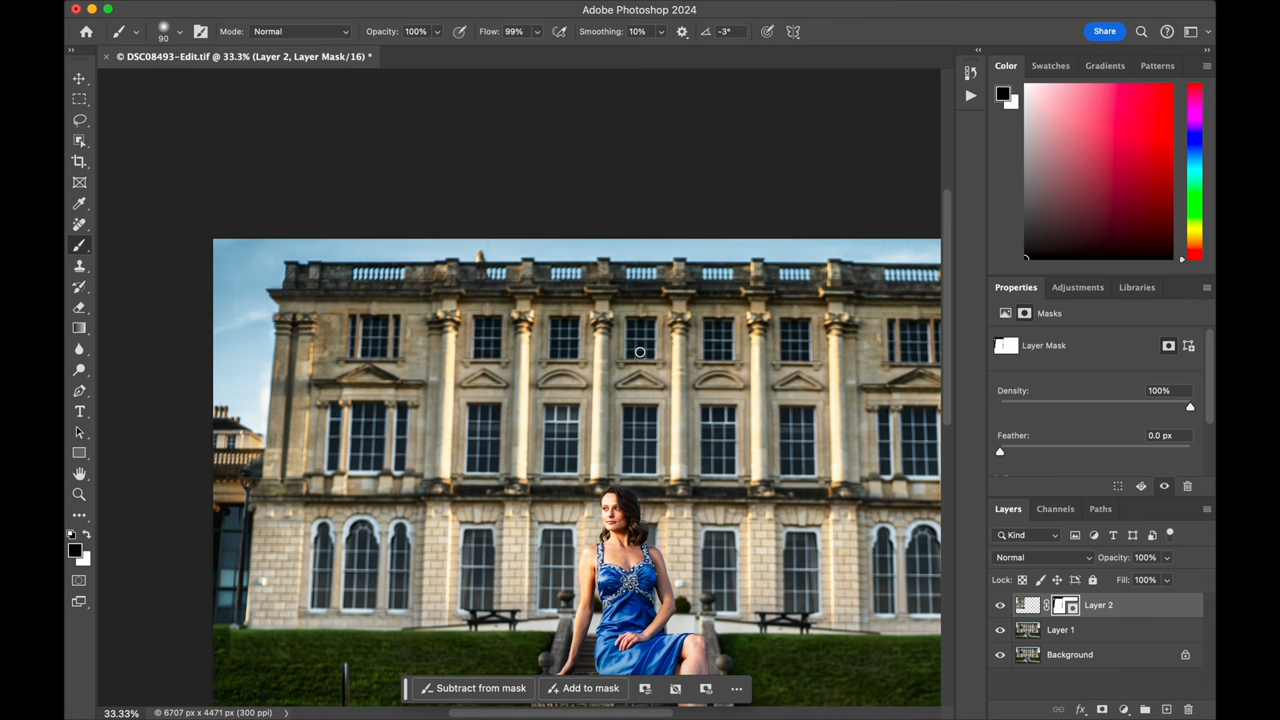 Adobe Photoshop 2024
90
Mode: Normal
Opacity: 100%
Flow: 99%
Smoothing: 10%
-3°
Share
© DSC08493-Edit.tif @ 33.3% (Layer 2, Layer Mask/16) *
Color
Swatches
Gradients
Patterns
Properties
Adjustments
Libraries
Masks
Layer Mask
Density:
100%
Feather:
0.0 px
Layers
Channels
Paths
Kind
Normal
Opacity: 100%
Lock:
Fill: 100%
Layer 2
Layer 1
Background
fx
T
Subtract from mask
Add to mask
33.33%
© 6707 px x 4471 px (300 ppi)